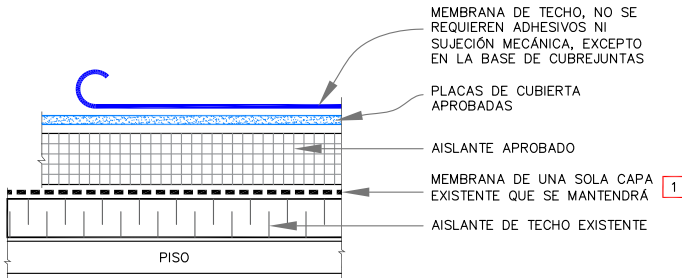 MEMBRANA DE TECHO, NO SE
REQUIEREN ADHESIVOS NI
SUJECIÓN MECÁNICA, EXCEPTO
EN LA BASE DE CUBREJUNTAS
PLACAS DE CUBIERTA
APROBADAS
AISLANTE APROBADO
MEMBRANA DE UNA SOLA CAPA
EXISTENTE QUE SE MANTENDRÁ
1
AISLANTE DE TECHO EXISTENTE
PISO